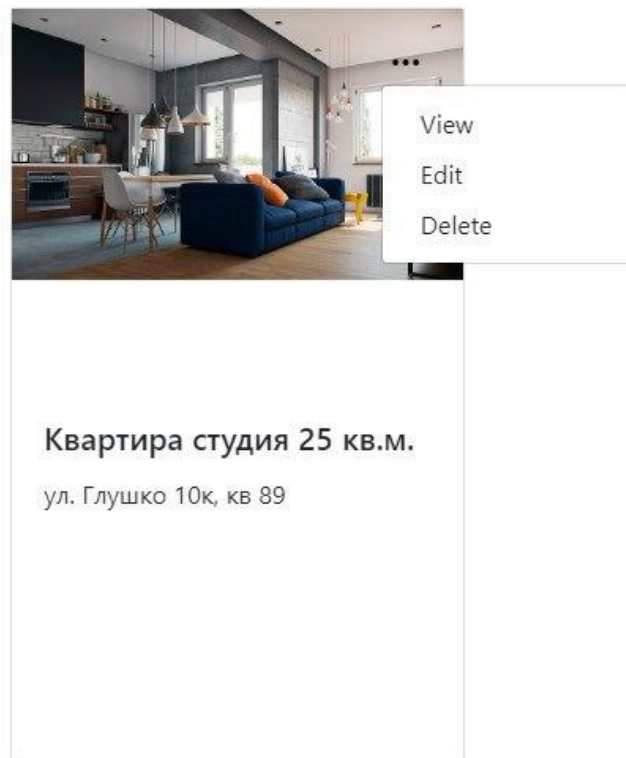 View
Edit
Delete
Квартира студия 25 кв.м.
ул. Глушко 10к, кв 89